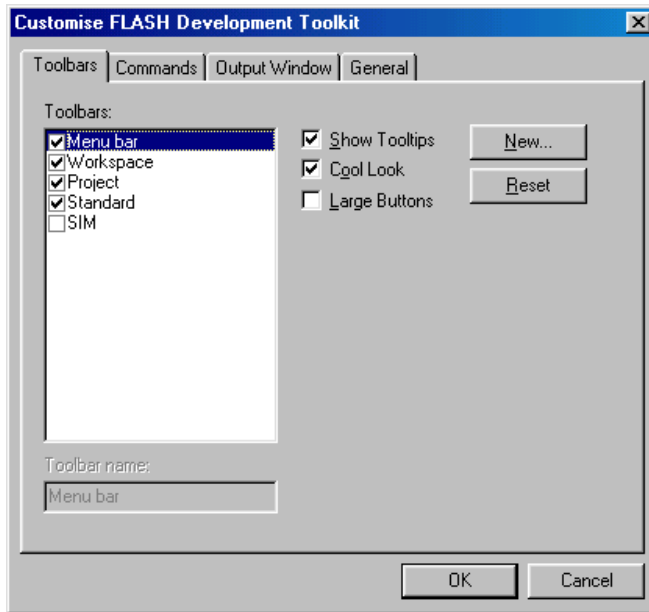 Customise FLASH Development Toolkit
Toolbars Commands Output Window General
Toolbars:
Menu bar
Workspace
Project
Standard
SIM
Show Tooltips
Cool Look
Large Buttons
New...
Reset
Toolbar name:
Menu bar
OK Cancel